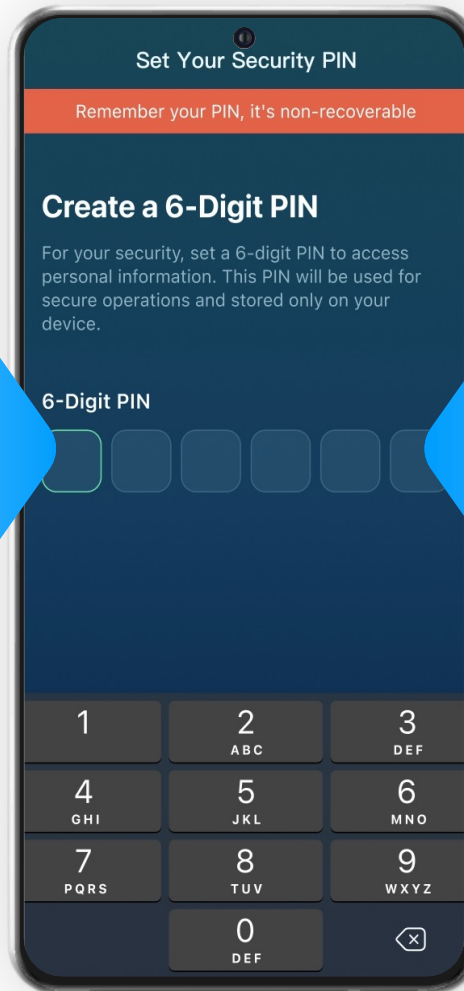 Set Your Security PIN
Remember your PIN, it's non-recoverable
Create a 6-Digit PIN
For your security, set a 6-digit PIN to access
personal information. This PIN will be used for
secure operations and stored only on your
device.
6-Digit PIN
1 2 3
ABC DEF
4 5 6
GHI JKL MNO
7 8 9
PQRS TUV WXYZ
0
DEF